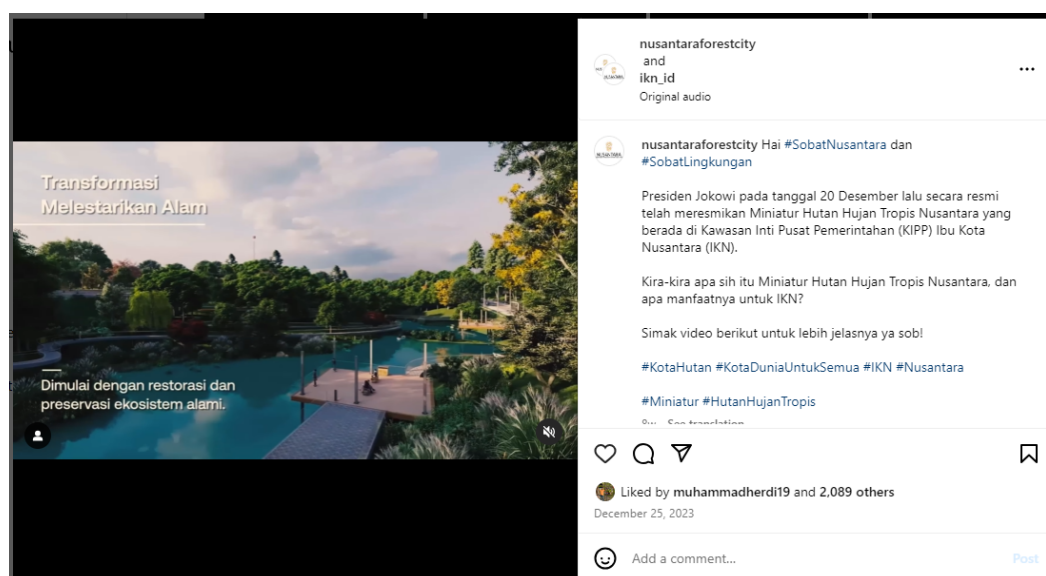 Transformasi
Melestarikan Alam
Dimulai dengan restorasi dan
preservasi ekosistem alami.
nusantaraforestcity
and
ikn_id
Original audio
nusantaraforestcity Hai #SobatNusantara dan
#SobatLingkungan
Presiden Jokowi pada tanggal 20 Desember lalu secara resmi
telah meresmikan Miniatur Hutan Hujan Tropis Nusantara yang
berada di Kawasan Inti Pusat Pemerintahan (KIPP) Ibu Kota
Nusantara (IKN).
Kira-kira apa sih itu Miniatur Hutan Hujan Tropis Nusantara, dan
apa manfaatnya untuk IKN?
Simak video berikut untuk lebih jelasnya ya sob!
#KotaHutan #KotaDuniaUntukSemua #IKN #Nusantara
#Miniatur #HutanHujanTropis
See translation
Liked by muhammadherdi19 and 2,089 others
December 25, 2023
Add a comment...
Post